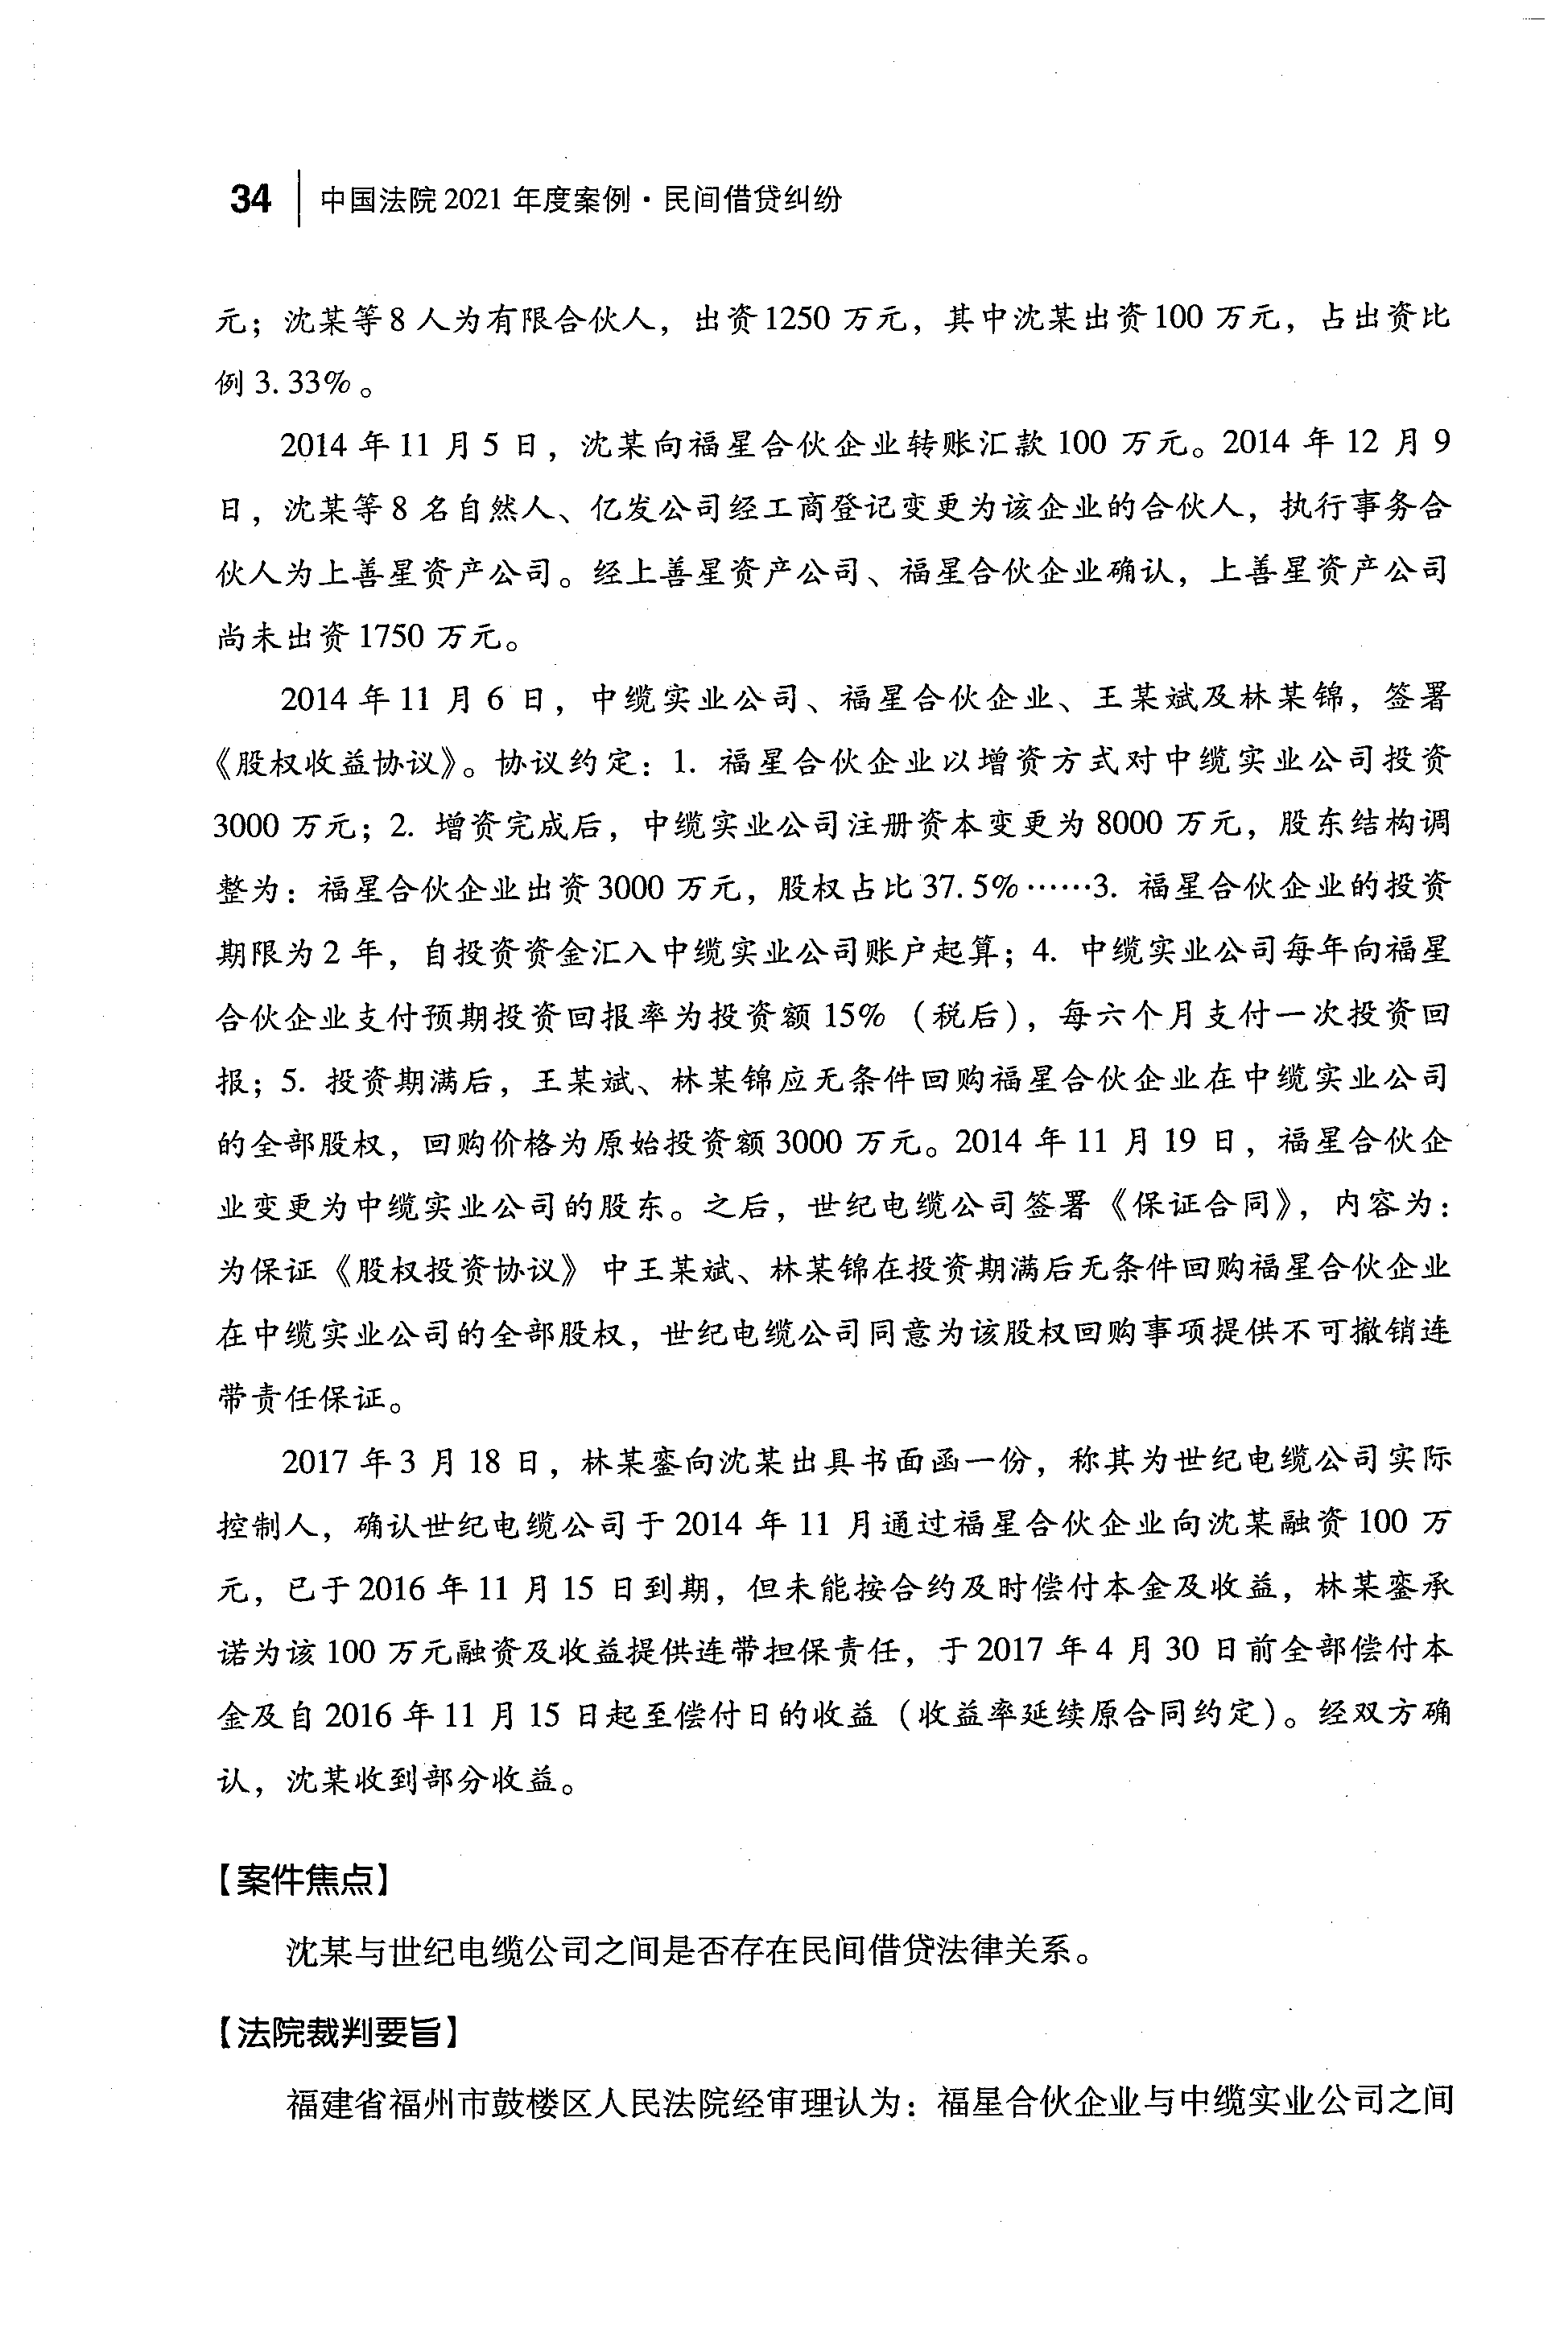 34 中国法院2021年度案例·民间借贷纠纷
元；沈某等8人为有限合伙人，出资1250万元，其中沈某出资100万元，占出资比
例3.33%。
2014年11月5日，沈某向福星合伙企业转账汇款100万元。2014年12月9
日，沈某等8名自然人、亿发公司经工商登记变更为该企业的合伙人，执行事务合
伙人为上善星资产公司。经上善星资产公司、福星合伙企业确认，上善星资产公司
尚未出资1750万元。
2014年11月6日，中缆实业公司、福星合伙企业、王某斌及林某锦，签署
《股权收益协议》。协议约定：1. 福星合伙企业以增资方式对中缆实业公司投资
3000万元；2. 增资完成后，中缆实业公司注册资本变更为8000万元，股东结构调
整为：福星合伙企业出资3000万元，股权占比37.5%……3. 福星合伙企业的投资
期限为2年，自投资资金汇入中缆实业公司账户起算；4. 中缆实业公司每年向福星
合伙企业支付预期投资回报率为投资额15%（税后），每六个月支付一次投资回
报；5. 投资期满后，王某斌、林某锦应无条件回购福星合伙企业在中缆实业公司
的全部股权，回购价格为原始投资额3000万元。2014年11月19日，福星合伙企
业变更为中缆实业公司的股东。之后，世纪电缆公司签署《保证合同》，内容为：
为保证《股权投资协议》中王某斌、林某锦在投资期满后无条件回购福星合伙企业
在中缆实业公司的全部股权，世纪电缆公司同意为该股权回购事项提供不可撤销连
带责任保证。
2017年3月18日，林某銮向沈某出具书面函一份，称其为世纪电缆公司实际
控制人，确认世纪电缆公司于2014年11月通过福星合伙企业向沈某融资100万
元，已于2016年11月15日到期，但未能按合约及时偿付本金及收益，林某銮承
诺为该100万元融资及收益提供连带担保责任，于2017年4月30日前全部偿付本
金及自2016年11月15日起至偿付日的收益（收益率延续原合同约定）。经双方确
认，沈某收到部分收益。
【案件焦点】
沈某与世纪电缆公司之间是否存在民间借贷法律关系。
【法院裁判要旨】
福建省福州市鼓楼区人民法院经审理认为：福星合伙企业与中缆实业公司之间